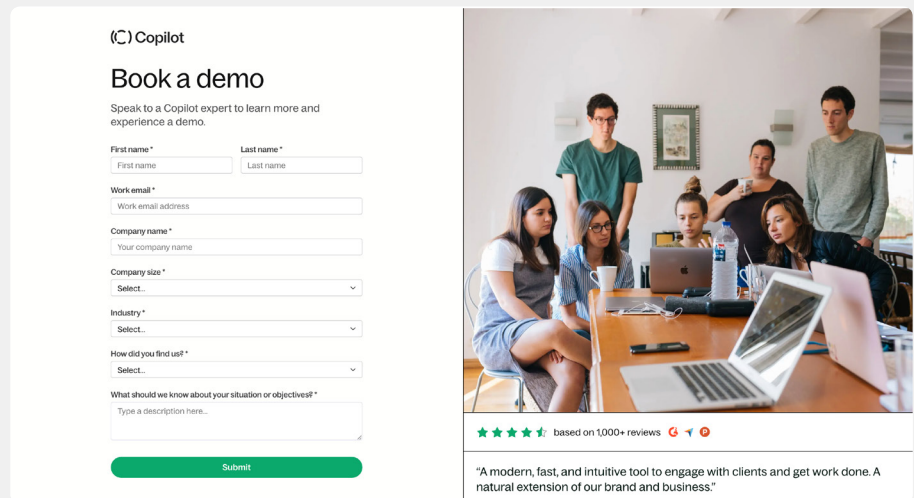 Copilot
Book a demo
Speak to a Copilot expert to learn more and
experience a demo.
First name *
Last name *
First name
Last name
Work email *
Work email address
Company name *
Your company name
Company size *
Select...
Industry *
Select...
How did you find us? *
Select...
What should we know about your situation or objectives? *
Type a description here...
Submit
based on 1,000+ reviews
“A modern, fast, and intuitive tool to engage with clients and get work done. A
natural extension of our brand and business.”